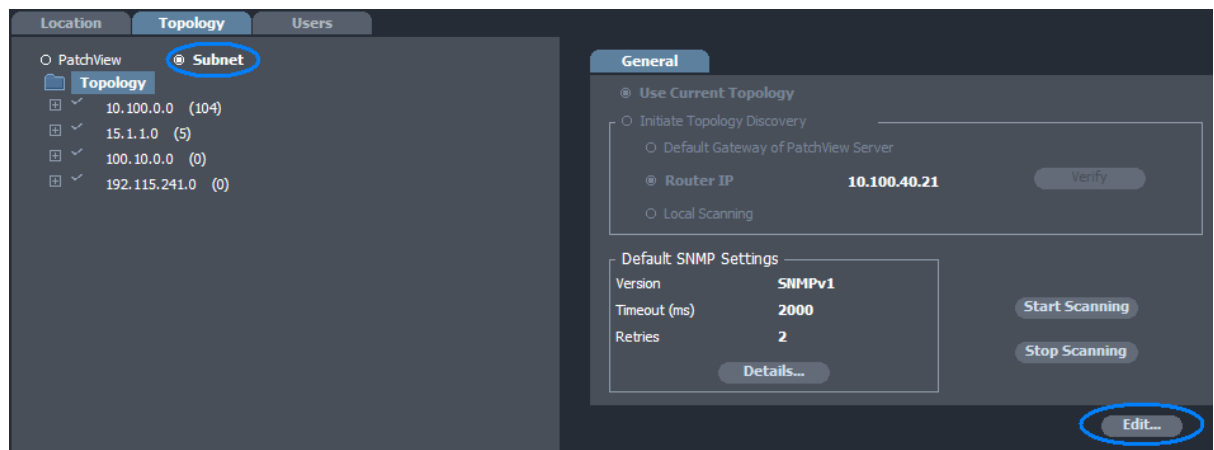 Location Topology Users
PatchView Subnet
Topology
10.100.0.0 (104)
15.1.1.0 (5)
100.10.0.0 (0)
192.115.241.0 (0)
General
Use Current Topology
Initiate Topology Discovery
Default Gateway of PatchView Server
Router IP 10.100.40.21 Verify
Local Scanning
Default SNMP Settings
Version SNMPv1
Timeout (ms) 2000
Retries 2
Details...
Start Scanning
Stop Scanning
Edit...